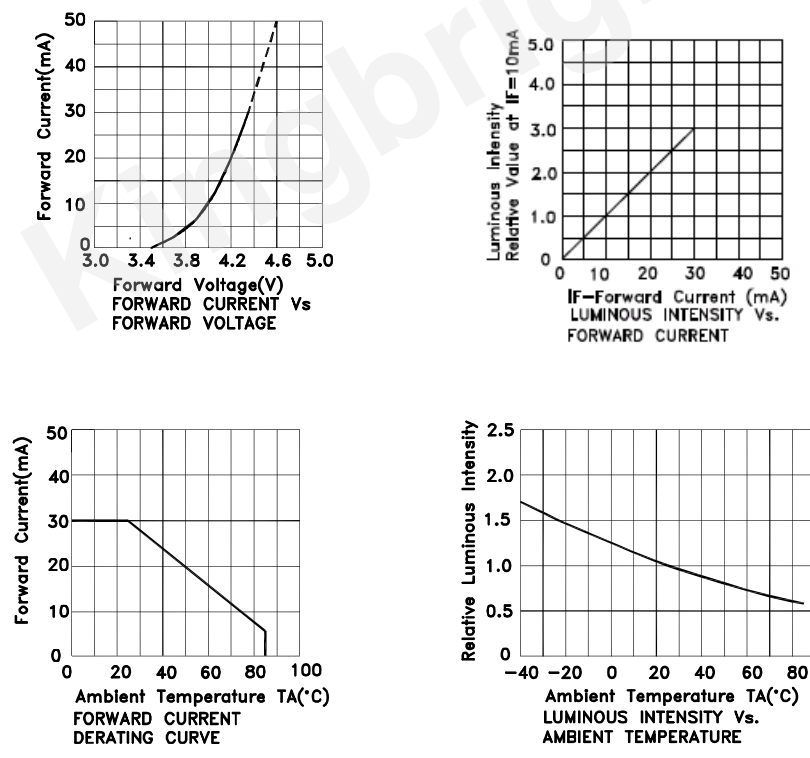 Kingbright
50
40
30
20
10
0
Forward Current(mA)
3.0 3.4 3.8 4.2 4.6 5.0
Forward Voltage(V)
FORWARD CURRENT Vs
FORWARD VOLTAGE
5.0
4.0
3.0
2.0
1.0
0
Luminous Intensity
Relative Value at IF=10mA
0 10 20 30 40 50
IF-Forward Current (mA)
LUMINOUS INTENSITY Vs.
FORWARD CURRENT
50
40
30
20
10
0
Forward Current(mA)
0 20 40 60 80 100
Ambient Temperature TA(°C)
FORWARD CURRENT
DERATING CURVE
2.5
2.0
1.5
1.0
0.5
0
Relative Luminous Intensity
-40 -20 0 20 40 60 80
Ambient Temperature TA(°C)
LUMINOUS INTENSITY Vs.
AMBIENT TEMPERATURE